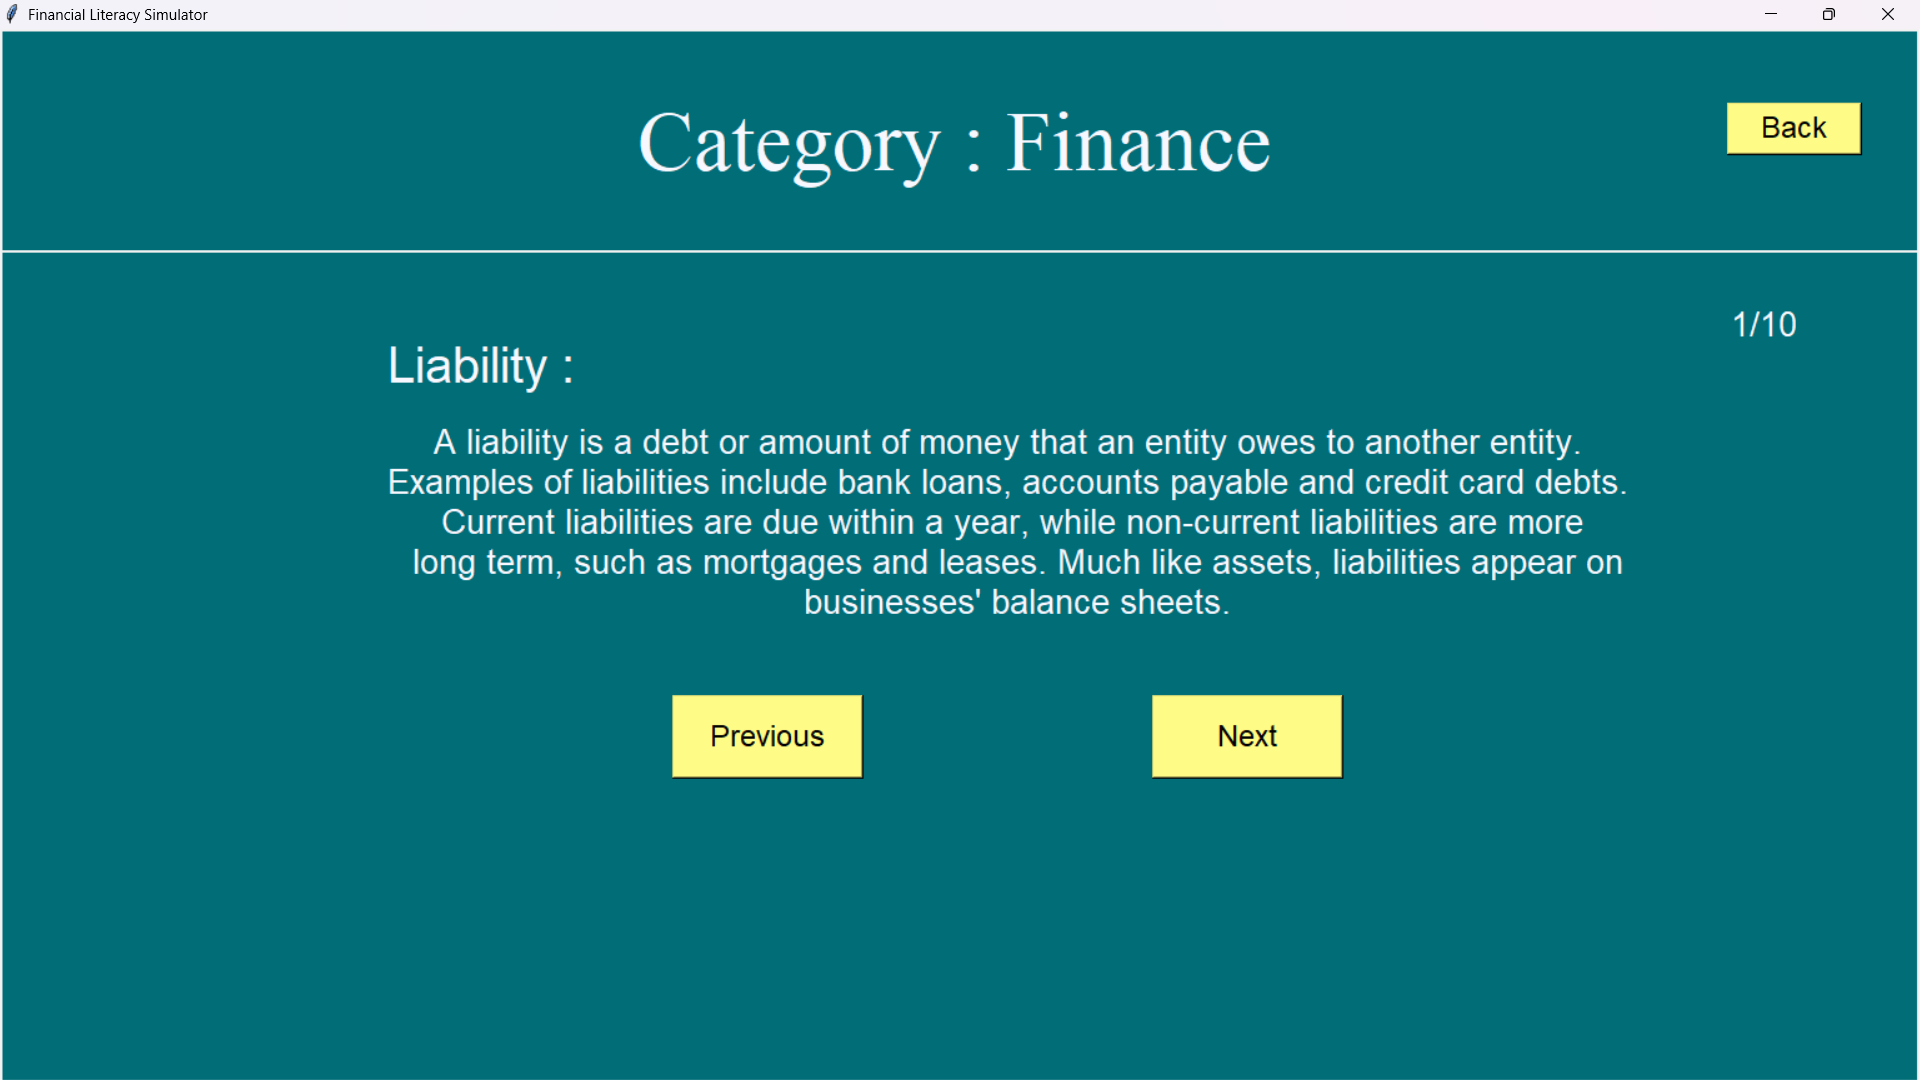 Financial Literacy Simulator
Category : Finance
Back
1/10
Liability :
A liability is a debt or amount of money that an entity owes to another entity.
Examples of liabilities include bank loans, accounts payable and credit card debts.
Current liabilities are due within a year, while non-current liabilities are more
long term, such as mortgages and leases. Much like assets, liabilities appear on
businesses' balance sheets.
Previous
Next